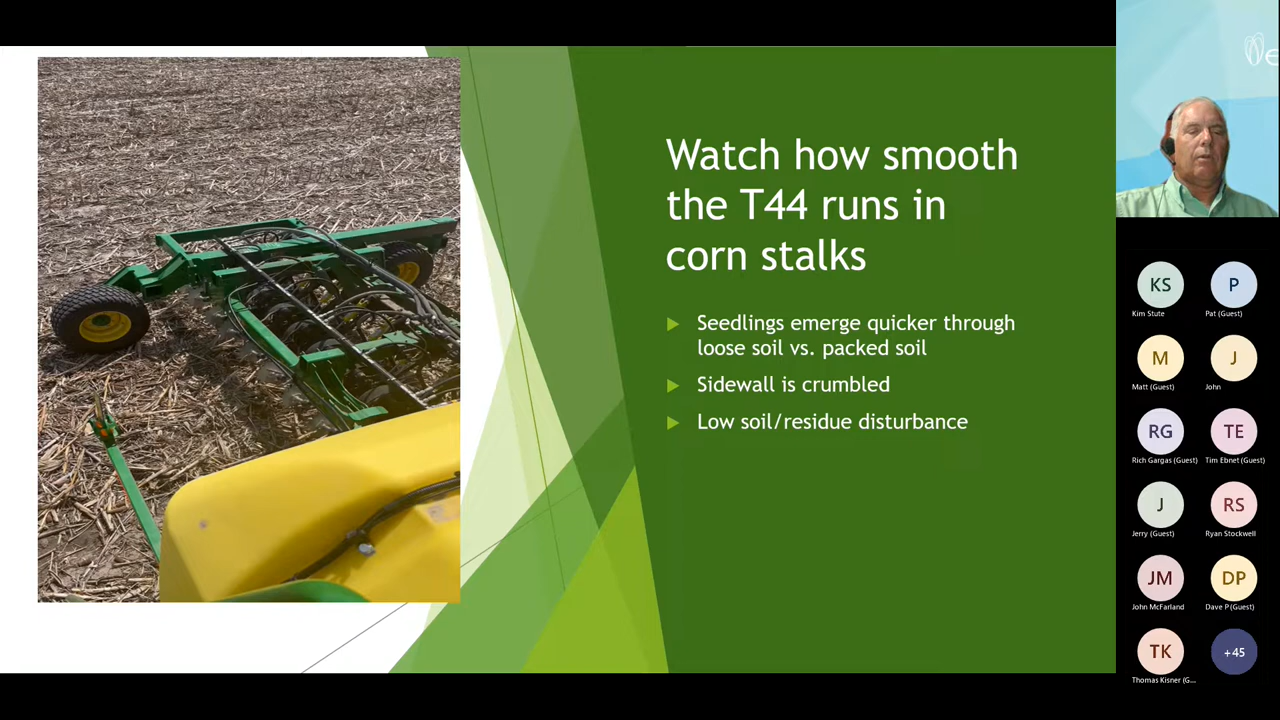 Watch how smooth
the T44 runs in
corn stalks
Seedlings emerge quicker through
loose soil vs. packed soil
Sidewall is crumbled
Low soil/residue disturbance
KS
Kim Stute
P
Pat (Guest)
M
Matt (Guest)
J
John
RG
Rich Gargas (Guest)
TE
Tim Ebnet (Guest)
J
Jerry (Guest)
RS
Ryan Stockwell
JM
John McFarland
DP
Dave P (Guest)
TK
Thomas Kisner (G...
+45